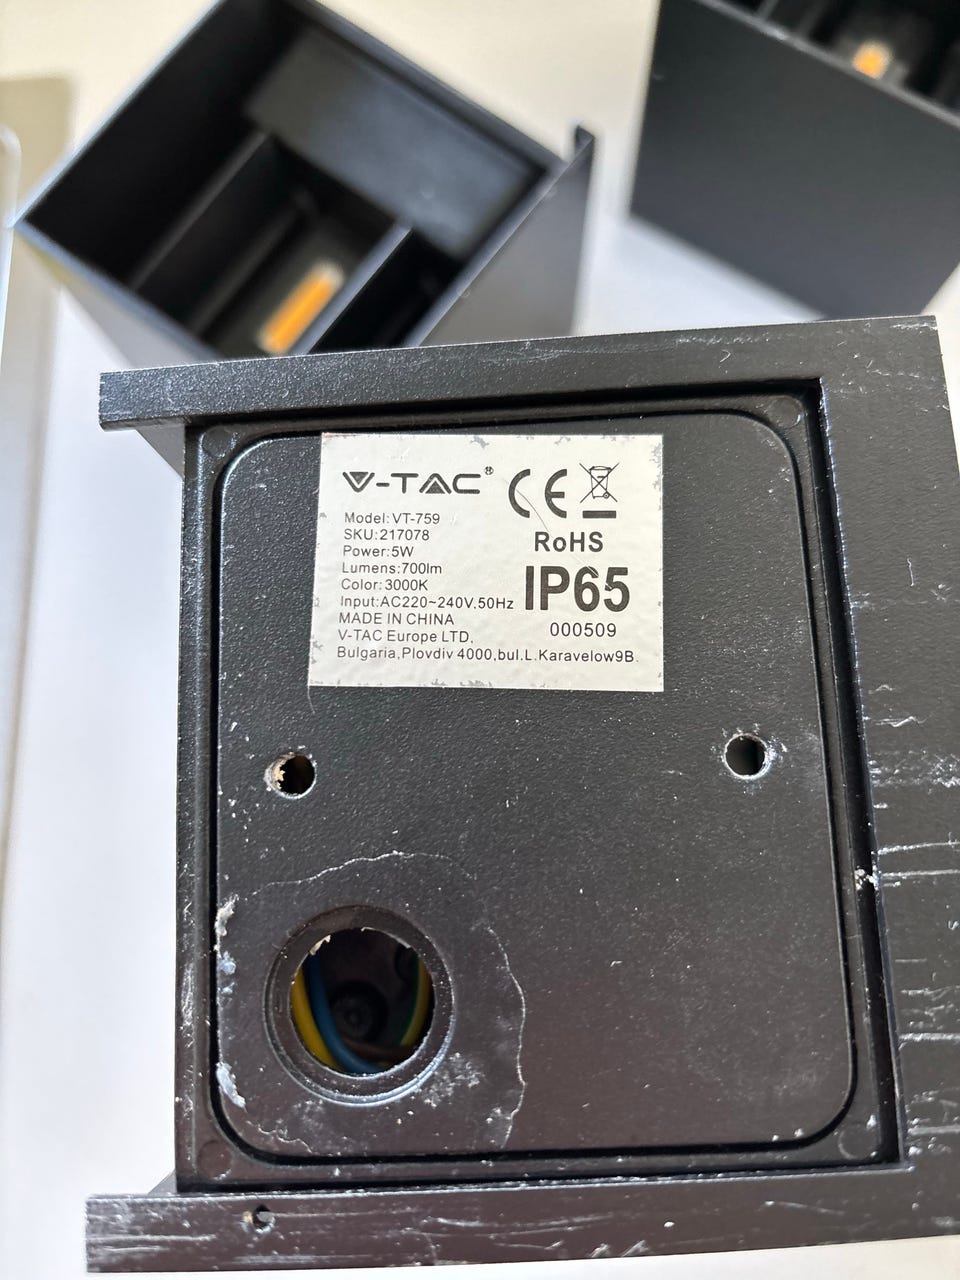 V-TAC®
CE
Model:VT-759
SKU:217078
Power:5W
Lumens:700lm
Color:3000K
Input:AC220~240V,50Hz
MADE IN CHINA
V-TAC Europe LTD,
Bulgaria,Plovdiv 4000,bul.L.Karavelow9B.
RoHS
IP65
000509